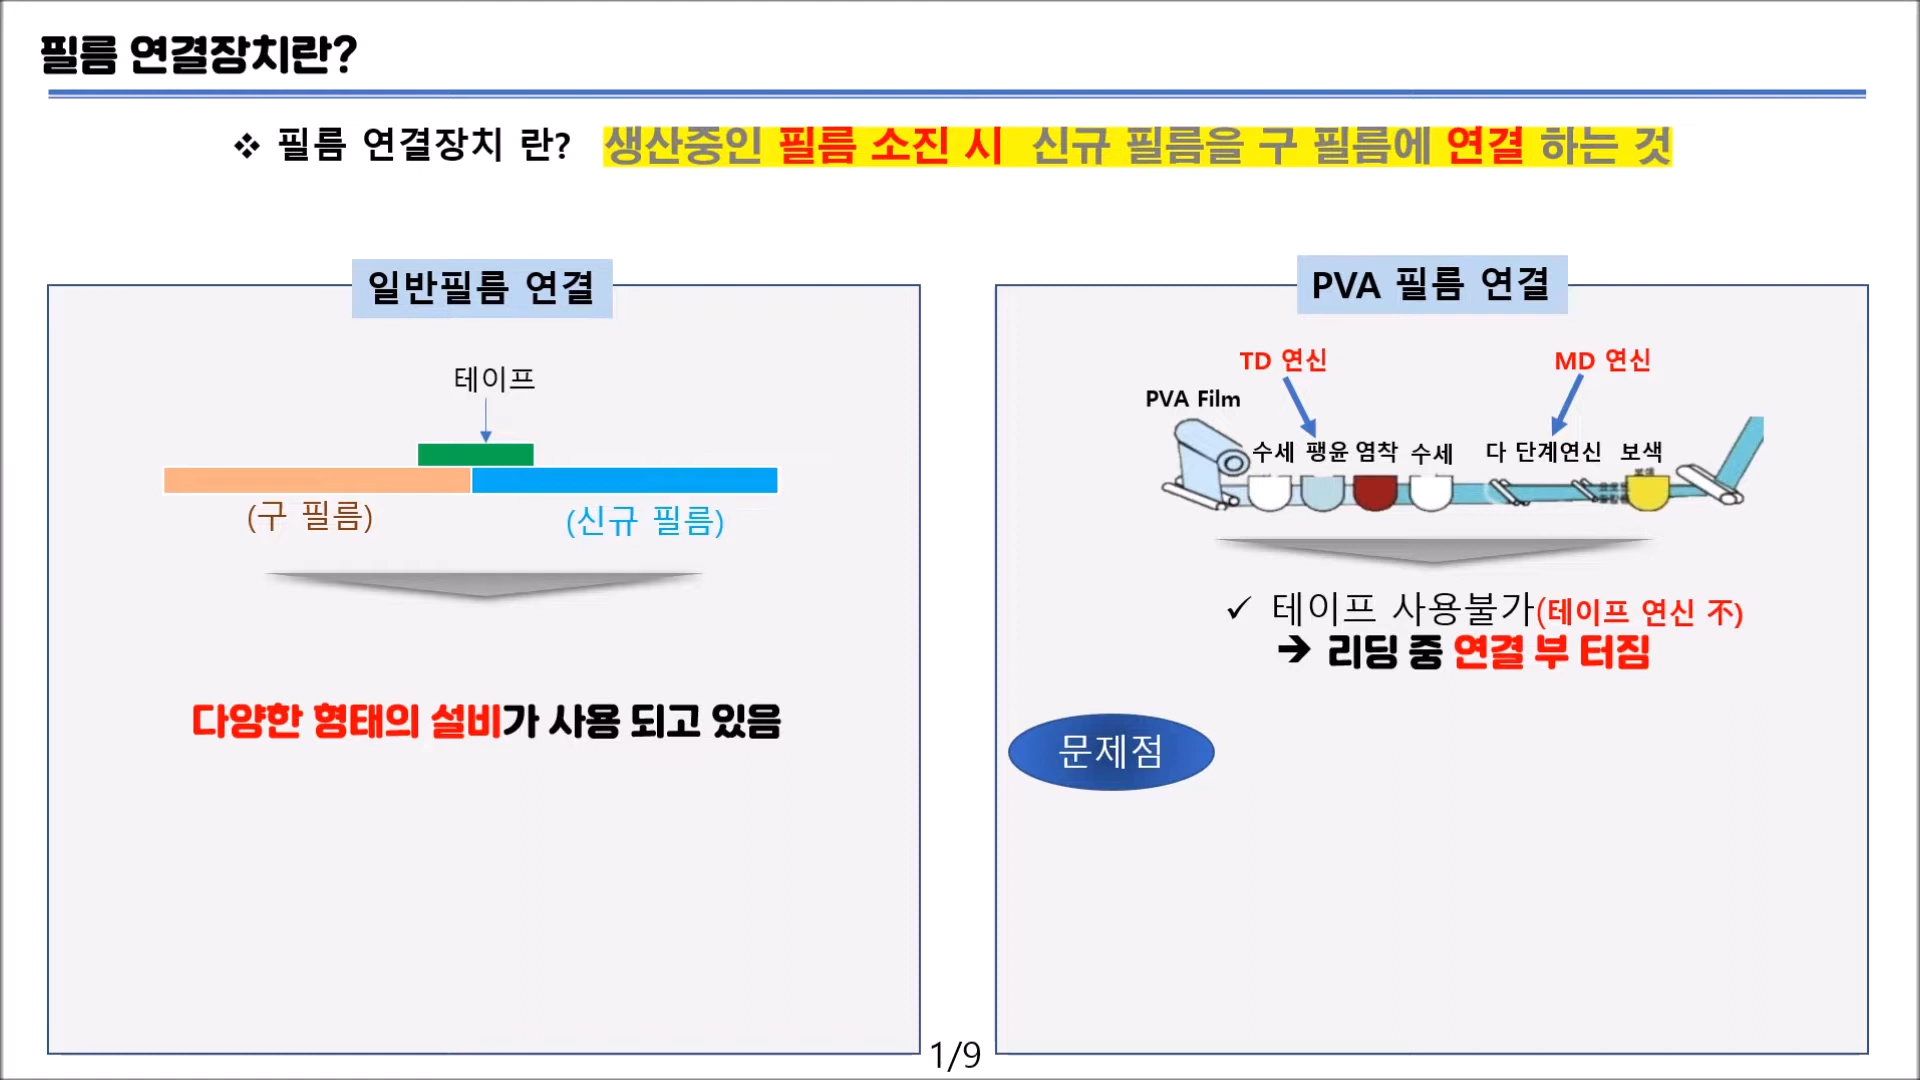 필름 연결장치란?
❖ 필름 연결장치 란? 생산중인 필름 소진 시 신규 필름을 구 필름에 연결 하는 것
일반필름 연결
테이프
(구 필름)
(신규 필름)
다양한 형태의 설비가 사용 되고 있음
PVA 필름 연결
TD 연신
MD 연신
PVA Film
수세 팽윤 염착 수세 다 단계연신 보색
✓ 테이프 사용불가(테이프 연신 不)
➔ 리딩 중 연결 부 터짐
문제점
1/9